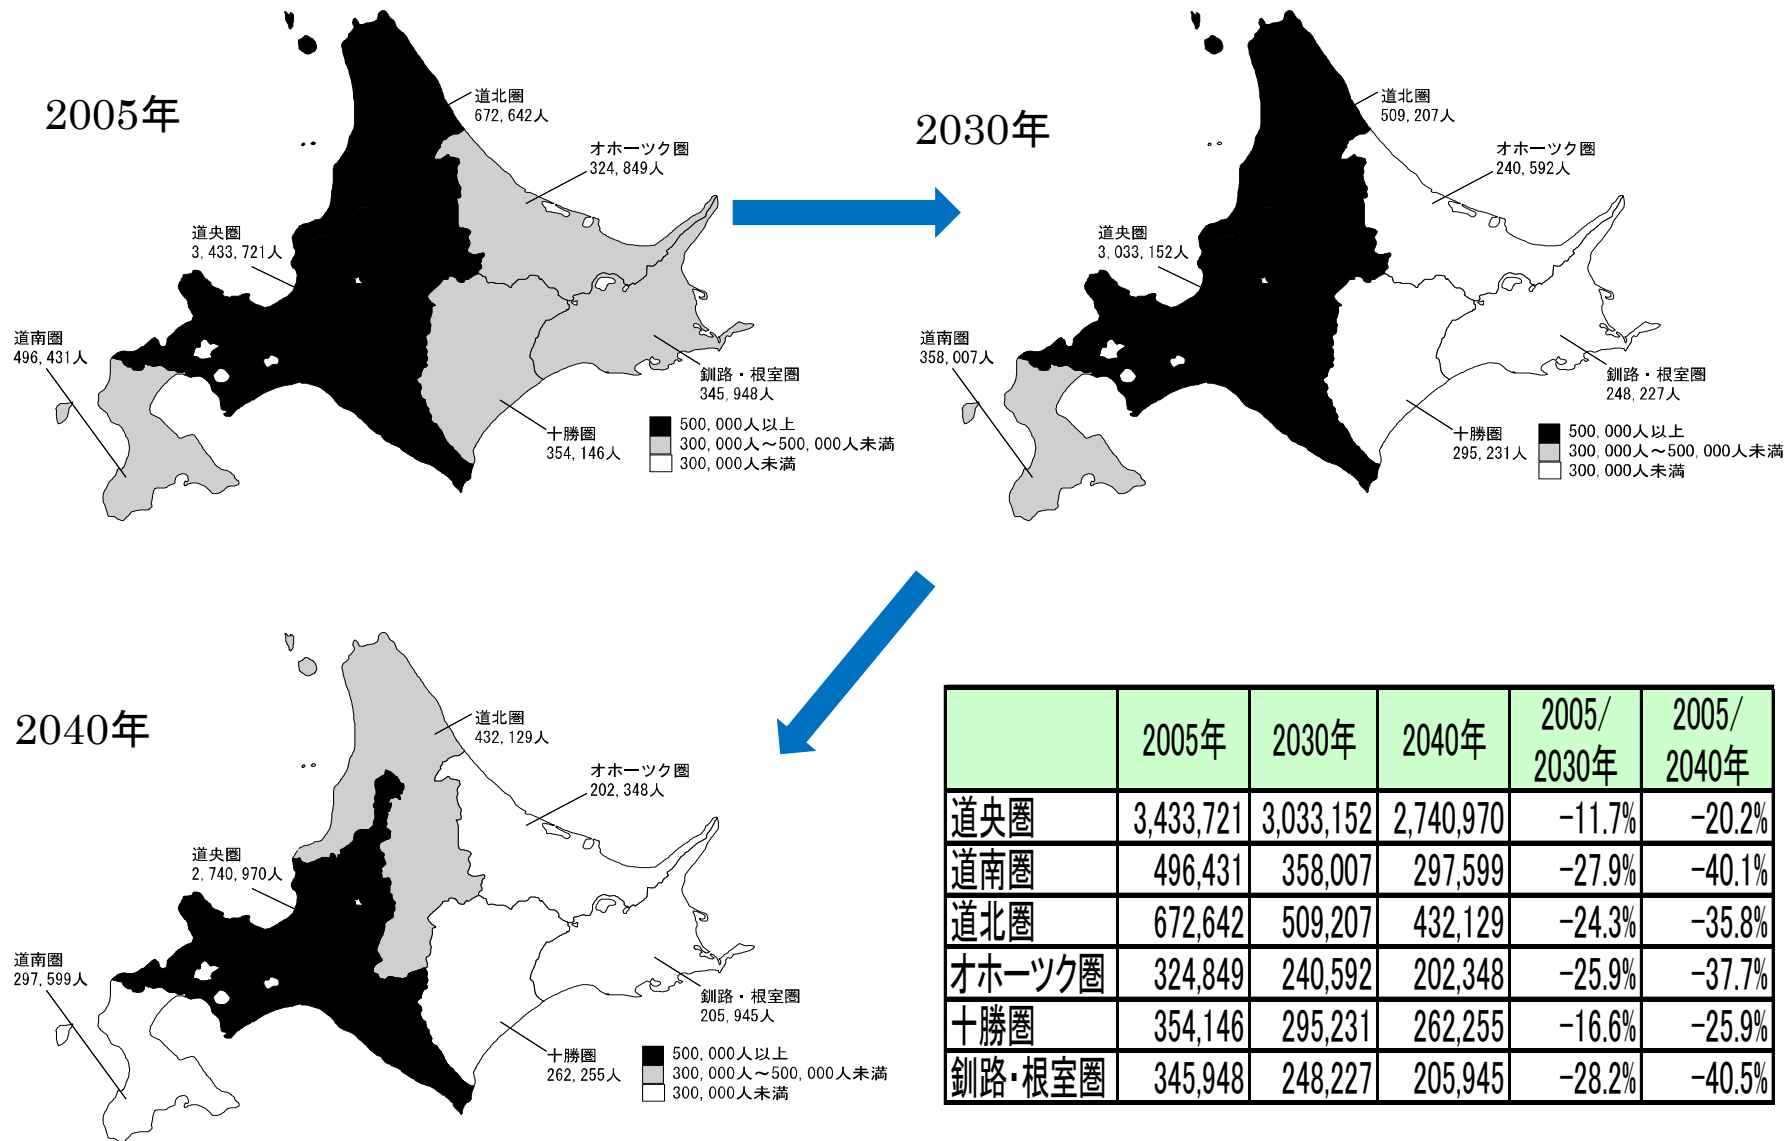 2005年
道北圏
672,642人
オホーツク圏
324,849人
道央圏
3,433,721人
道南圏
496,431人
釧路・根室圏
345,948人
十勝圏
354,146人
500,000人以上
300,000人～500,000人未満
300,000人未満
2030年
道北圏
509,207人
オホーツク圏
240,592人
道央圏
3,033,152人
道南圏
358,007人
釧路・根室圏
248,227人
十勝圏
295,231人
500,000人以上
300,000人～500,000人未満
300,000人未満
2040年
道北圏
432,129人
オホーツク圏
202,348人
道央圏
2,740,970人
道南圏
297,599人
釧路・根室圏
205,945人
十勝圏
262,255人
500,000人以上
300,000人～500,000人未満
300,000人未満
2005年 2030年 2040年 2005/2030年 2005/2040年
道央圏 3,433,721 3,033,152 2,740,970 -11.7% -20.2%
道南圏 496,431 358,007 297,599 -27.9% -40.1%
道北圏 672,642 509,207 432,129 -24.3% -35.8%
オホーツク圏 324,849 240,592 202,348 -25.9% -37.7%
十勝圏 354,146 295,231 262,255 -16.6% -25.9%
釧路・根室圏 345,948 248,227 205,945 -28.2% -40.5%